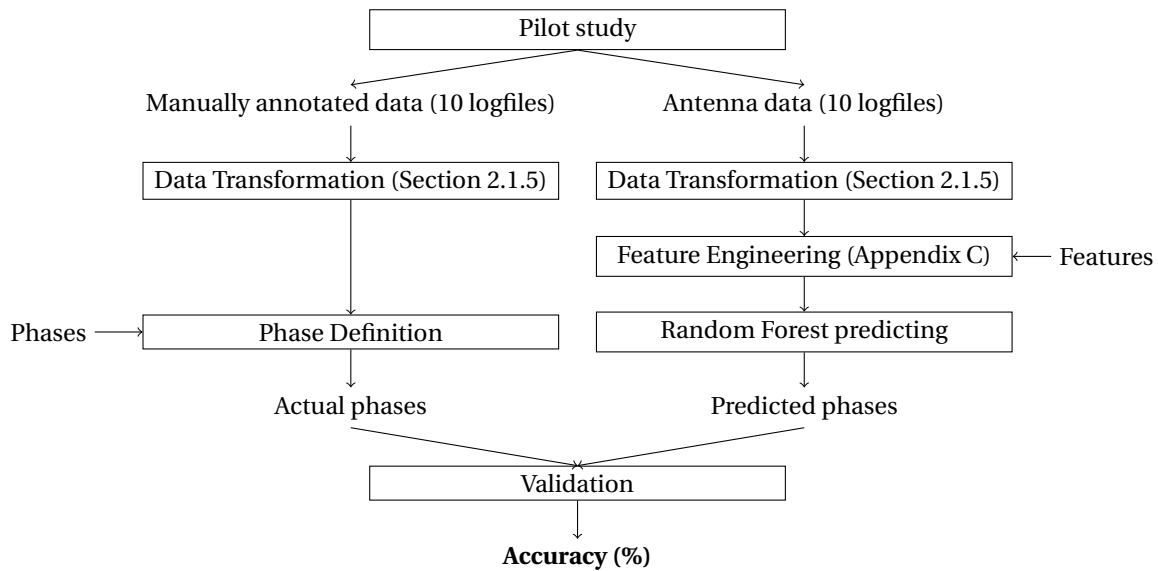 Pilot study
Manually annotated data (10 logfiles)
Antenna data (10 logfiles)
Data Transformation (Section 2.1.5)
Data Transformation (Section 2.1.5)
Feature Engineering (Appendix C)
Features
Phases
Phase Definition
Random Forest predicting
Actual phases
Predicted phases
Validation
Accuracy (%)